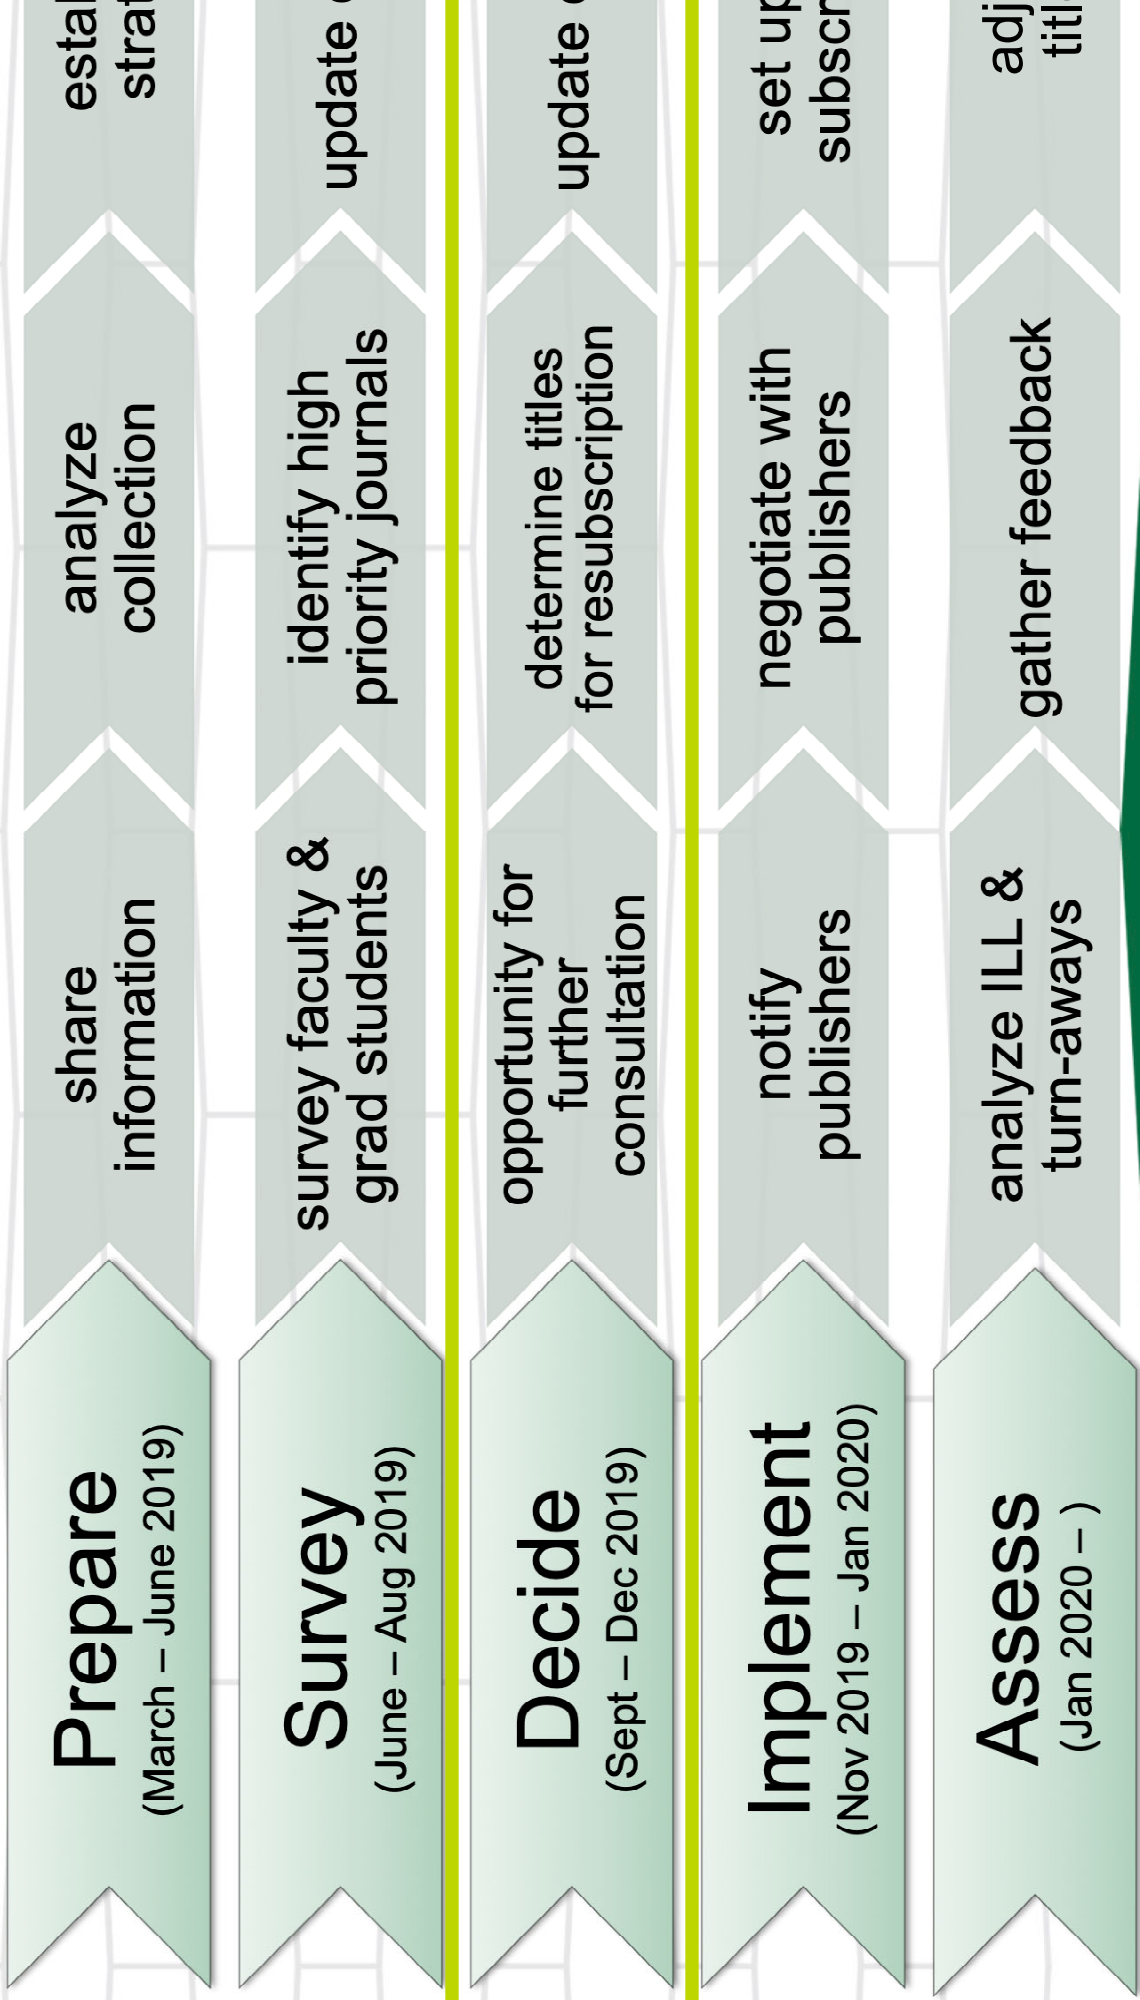 Prepare
(March – June 2019)
share
information
analyze
collection
Survey
(June – Aug 2019)
survey faculty &
grad students
identify high
priority journals
update
Decide
(Sept – Dec 2019)
opportunity for
further
consultation
determine titles
for resubscription
update
Implement
(Nov 2019 – Jan 2020)
notify
publishers
negotiate with
publishers
set up
Assess
(Jan 2020 – )
analyze ILL &
turn-aways
gather feedback